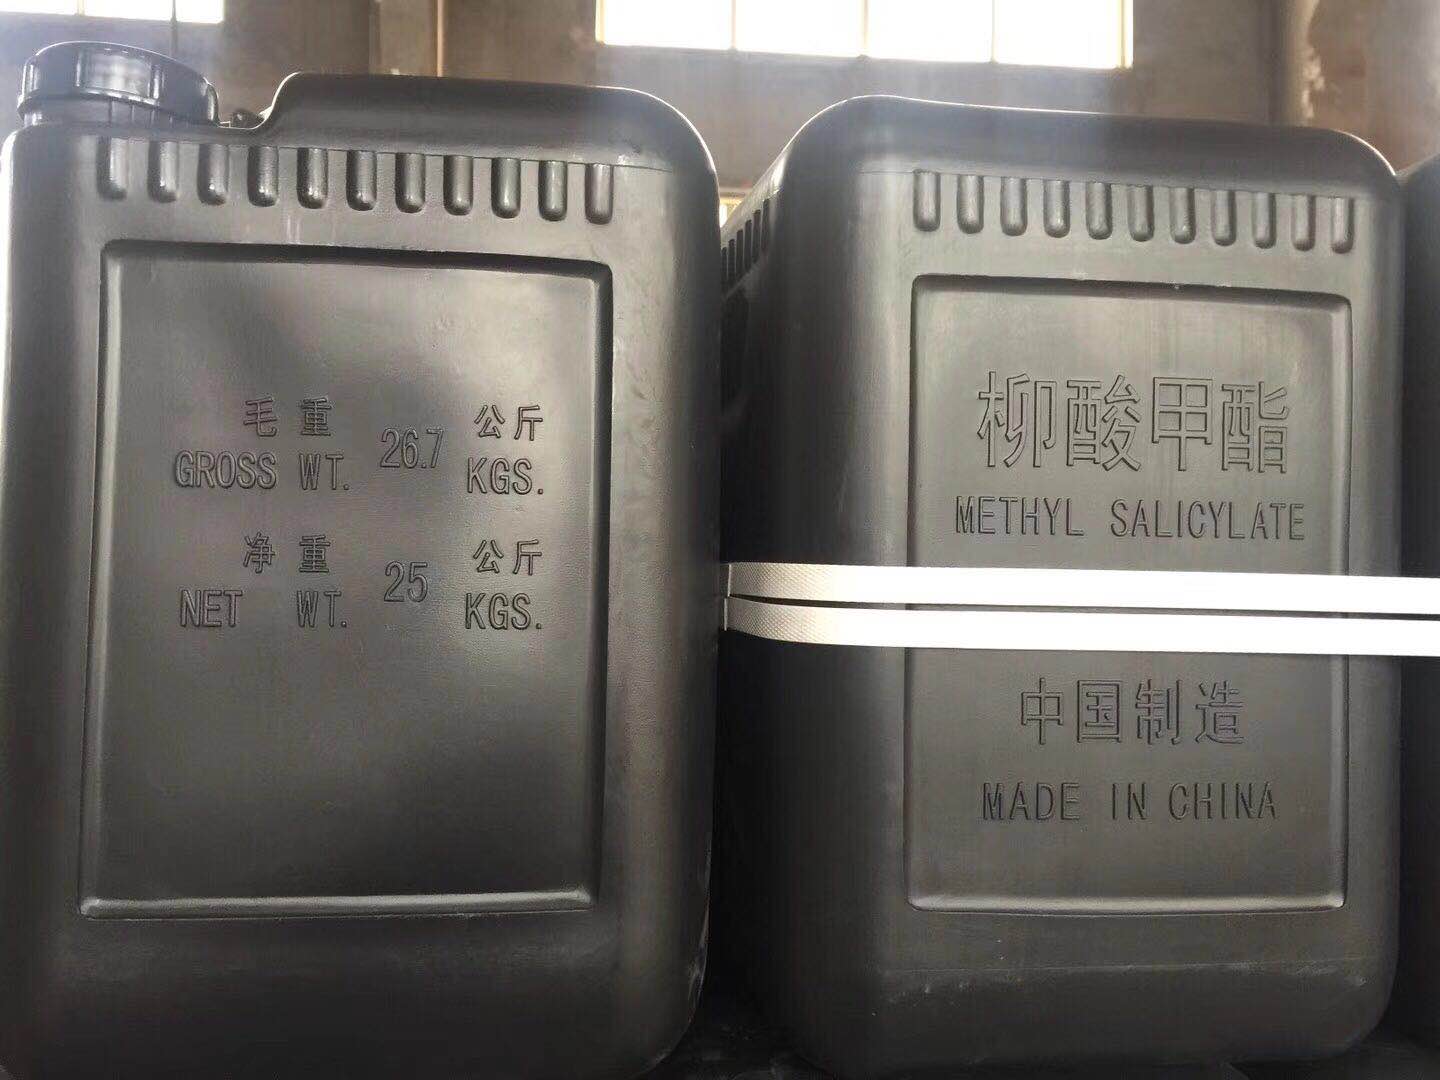 毛重 26.7 公斤
GROSS WT. KGS.
净重 25 公斤
NET WT. KGS.
柳酸甲酯
METHYL SALICYLATE
中国制造
MADE IN CHINA